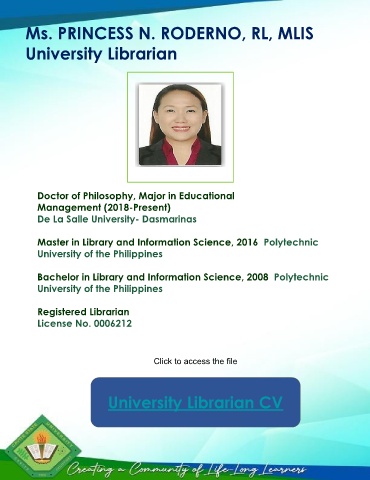 Ms. PRINCESS N. RODERNO, RL, MLIS
University Librarian
Doctor of Philosophy, Major in Educational
Management (2018-Present)
De La Salle University- Dasmarinas
Master in Library and Information Science, 2016  Polytechnic
University of the Philippines
Bachelor in Library and Information Science, 2008  Polytechnic
University of the Philippines
Registered Librarian
License No. 0006212
Click to access the file
University Librarian CV
Creating a Community of Life-Long Learners